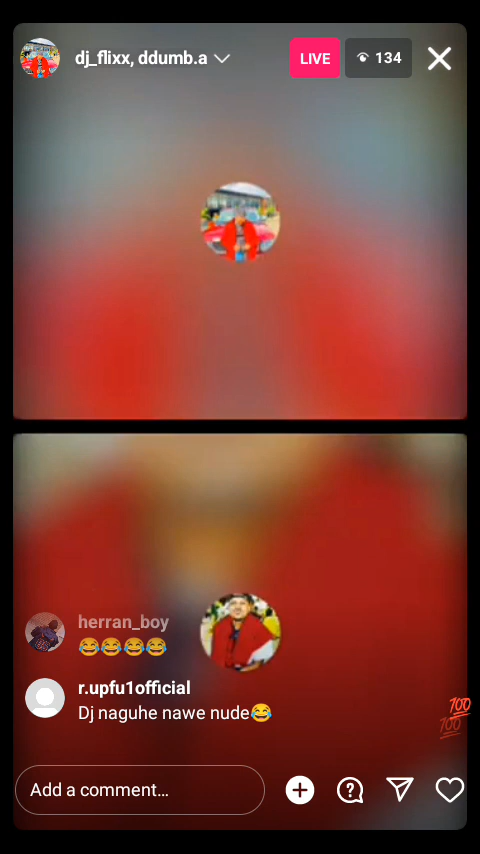 dj_flixx, ddumb.a
LIVE
134
herran_boy
😂😂😂😂
r.upfu1official
Dj naguhe nawe nude😂
💯
💯
Add a comment…